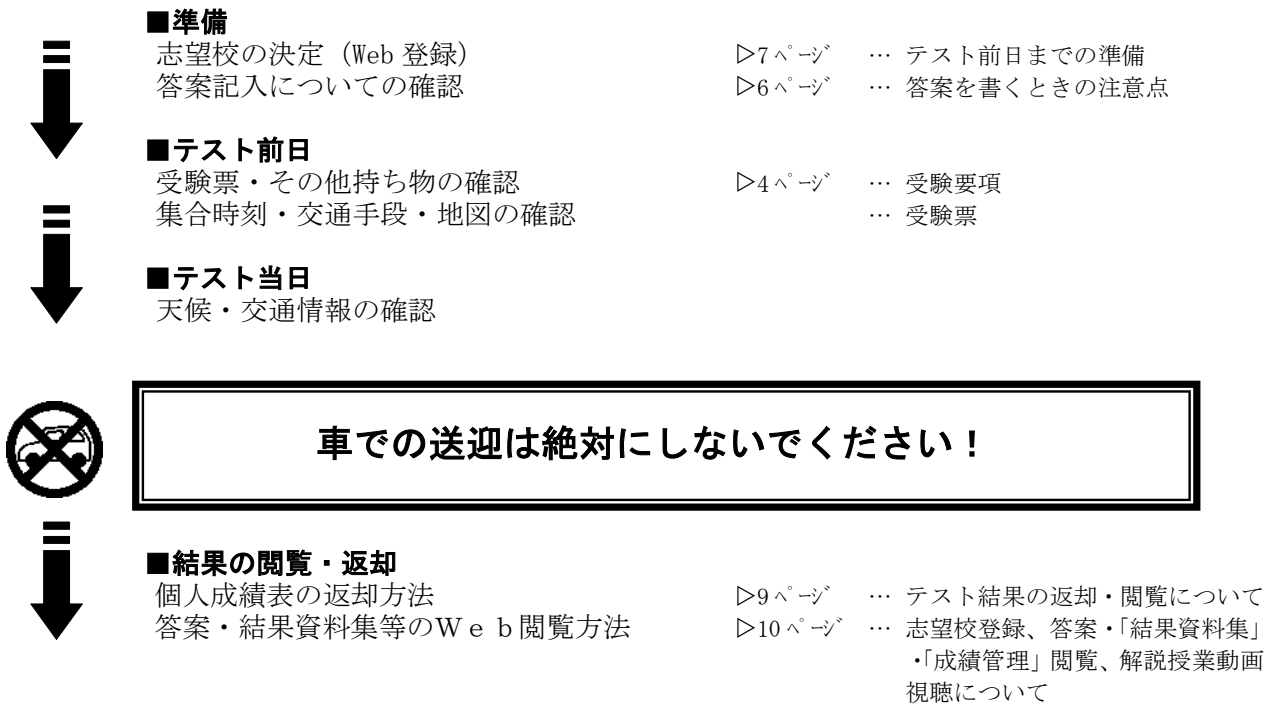 ■準備
志望校の決定（Web 登録） ▷7ページ … テスト前日までの準備
答案記入についての確認 ▷6ページ … 答案を書くときの注意点
■テスト前日
受験票・その他持ち物の確認 ▷4ページ … 受験要項
集合時刻・交通手段・地図の確認 … 受験票
■テスト当日
天候・交通情報の確認
車での送迎は絶対にしないでください！
■結果の閲覧・返却
個人成績表の返却方法 ▷9ページ … テスト結果の返却・閲覧について
答案・結果資料集等のＷｅｂ閲覧方法 ▷10ページ … 志望校登録、答案・「結果資料集」
・「成績管理」閲覧、解説授業動画
視聴について